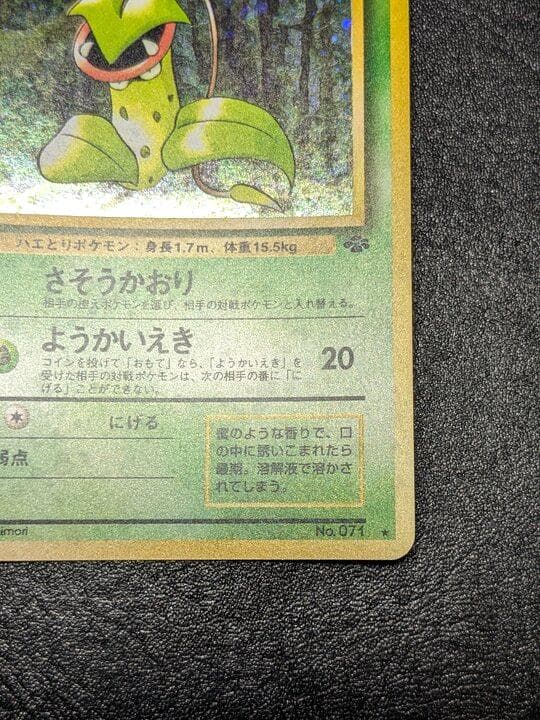 ハエとりポケモン：身長1.7m、体重15.5kg
さそうかおり
相手の控えポケモンを選び、相手の対戦ポケモンと入れ替える。
ようかいえき 20
コインを投げて「おもて」なら、「ようかいえき」を
受けた相手の対戦ポケモンは、次の相手の番に「に
げる」ことができない。
にげる
弱点
蜜のような香りで、口
の中に誘いこまれたら
最期。溶解液で溶かさ
れてしまう。
imori
No. 071 ★